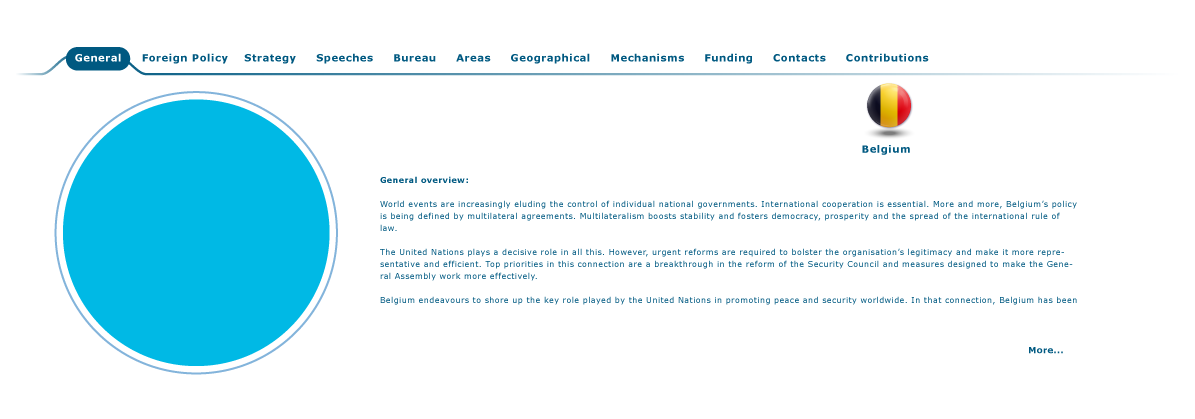 General Foreign Policy Strategy Speeches Bureau Areas Geographical Mechanisms Funding Contacts Contributions
Belgium
General overview:
World events are increasingly eluding the control of individual national governments. International cooperation is essential. More and more, Belgium’s policy
is being defined by multilateral agreements. Multilateralism boosts stability and fosters democracy, prosperity and the spread of the international rule of
law.
The United Nations plays a decisive role in all this. However, urgent reforms are required to bolster the organisation’s legitimacy and make it more repre-
sentative and efficient. Top priorities in this connection are a breakthrough in the reform of the Security Council and measures designed to make the Gene-
ral Assembly work more effectively.
Belgium endeavours to shore up the key role played by the United Nations in promoting peace and security worldwide. In that connection, Belgium has been
More...